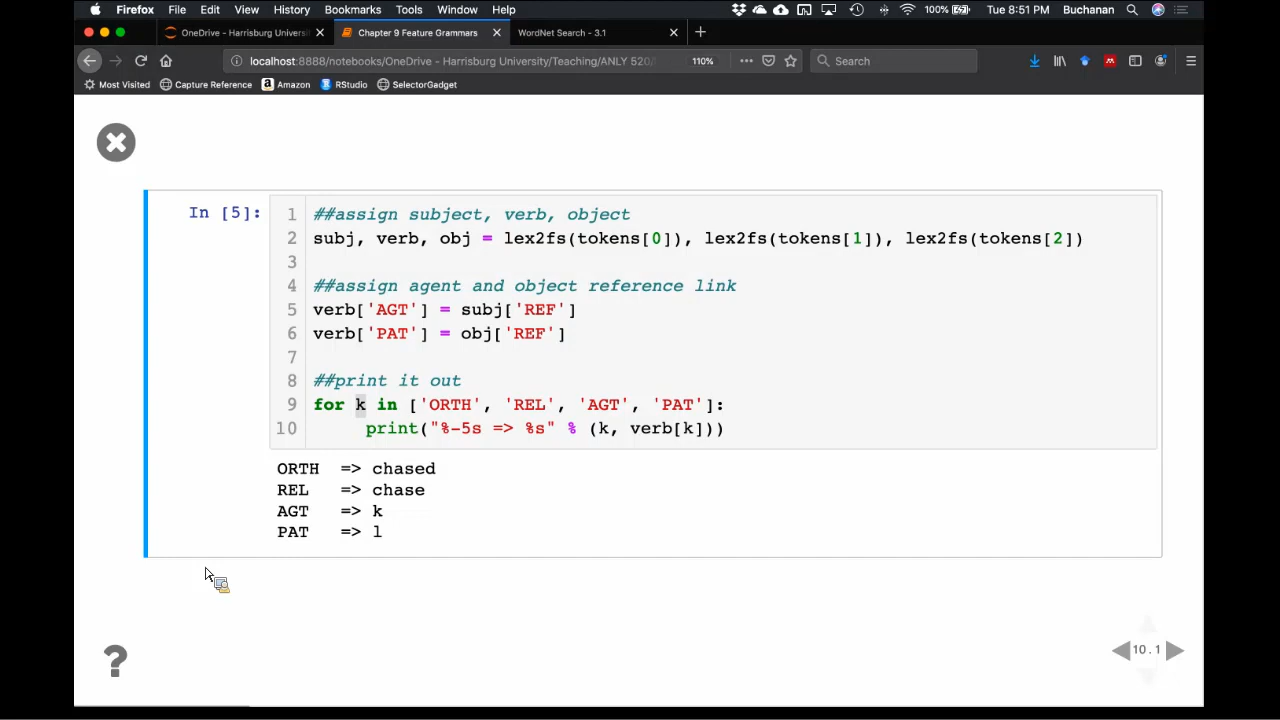 Firefox File Edit View History Bookmarks Tools Window Help 100% Tue 8:51 PM Buchanan
OneDrive - Harrisburg Universi Chapter 9 Feature Grammars WordNet Search - 3.1
localhost:8888/notebooks/OneDrive - Harrisburg University/Teaching/ANLY 520/ 110% Search
Most Visited Capture Reference Amazon RStudio SelectorGadget
In [5]:
1 ##assign subject, verb, object
2 subj, verb, obj = lex2fs(tokens[0]), lex2fs(tokens[1]), lex2fs(tokens[2])
3
4 ##assign agent and object reference link
5 verb['AGT'] = subj['REF']
6 verb['PAT'] = obj['REF']
7
8 ##print it out
9 for k in ['ORTH', 'REL', 'AGT', 'PAT']:
10 print("%-5s => %s" % (k, verb[k]))
ORTH => chased
REL => chase
AGT => k
PAT => l
?
10.1